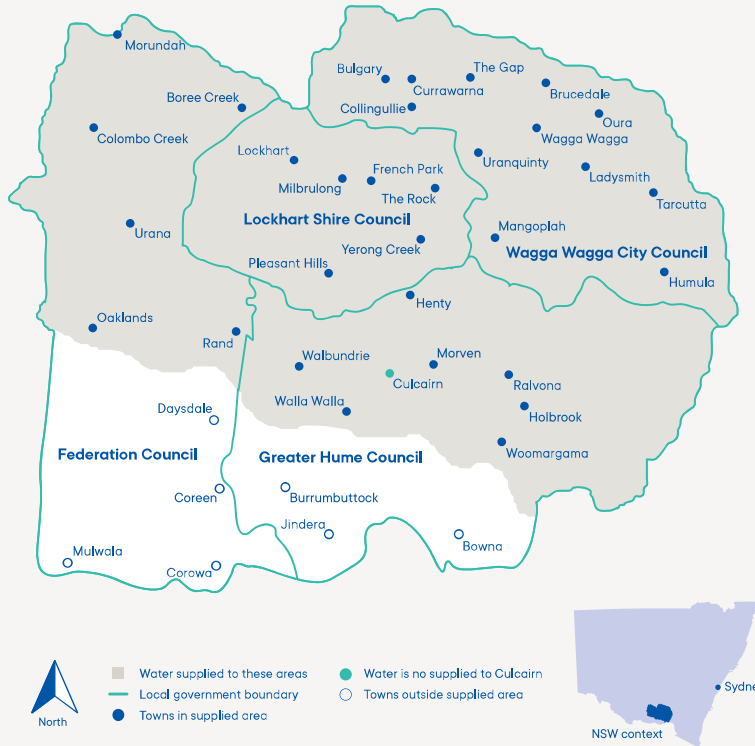 Morundah
Bulgary
The Gap
Currawarna
Brucedale
Boree Creek
Collingullie
Oura
Colombo Creek
Wagga Wagga
Lockhart
French Park
Uranquinty
Ladysmith
Milbrulong
The Rock
Tarcutta
Lockhart Shire Council
Urana
Mangoplah
Yerong Creek
Wagga Wagga City Council
Pleasant Hills
Humula
Henty
Oaklands
Rand
Walbundrie
Morven
Culcairn
Ralvona
Walla Walla
Holbrook
Daysdale
Woomargama
Federation Council
Greater Hume Council
Coreen
Burrumbuttock
Jindera
Mulwala
Bowna
Corowa
Water supplied to these areas
Local government boundary
Towns in supplied area
Water is no supplied to Culcairn
Towns outside supplied area
North
Sydne
NSW context